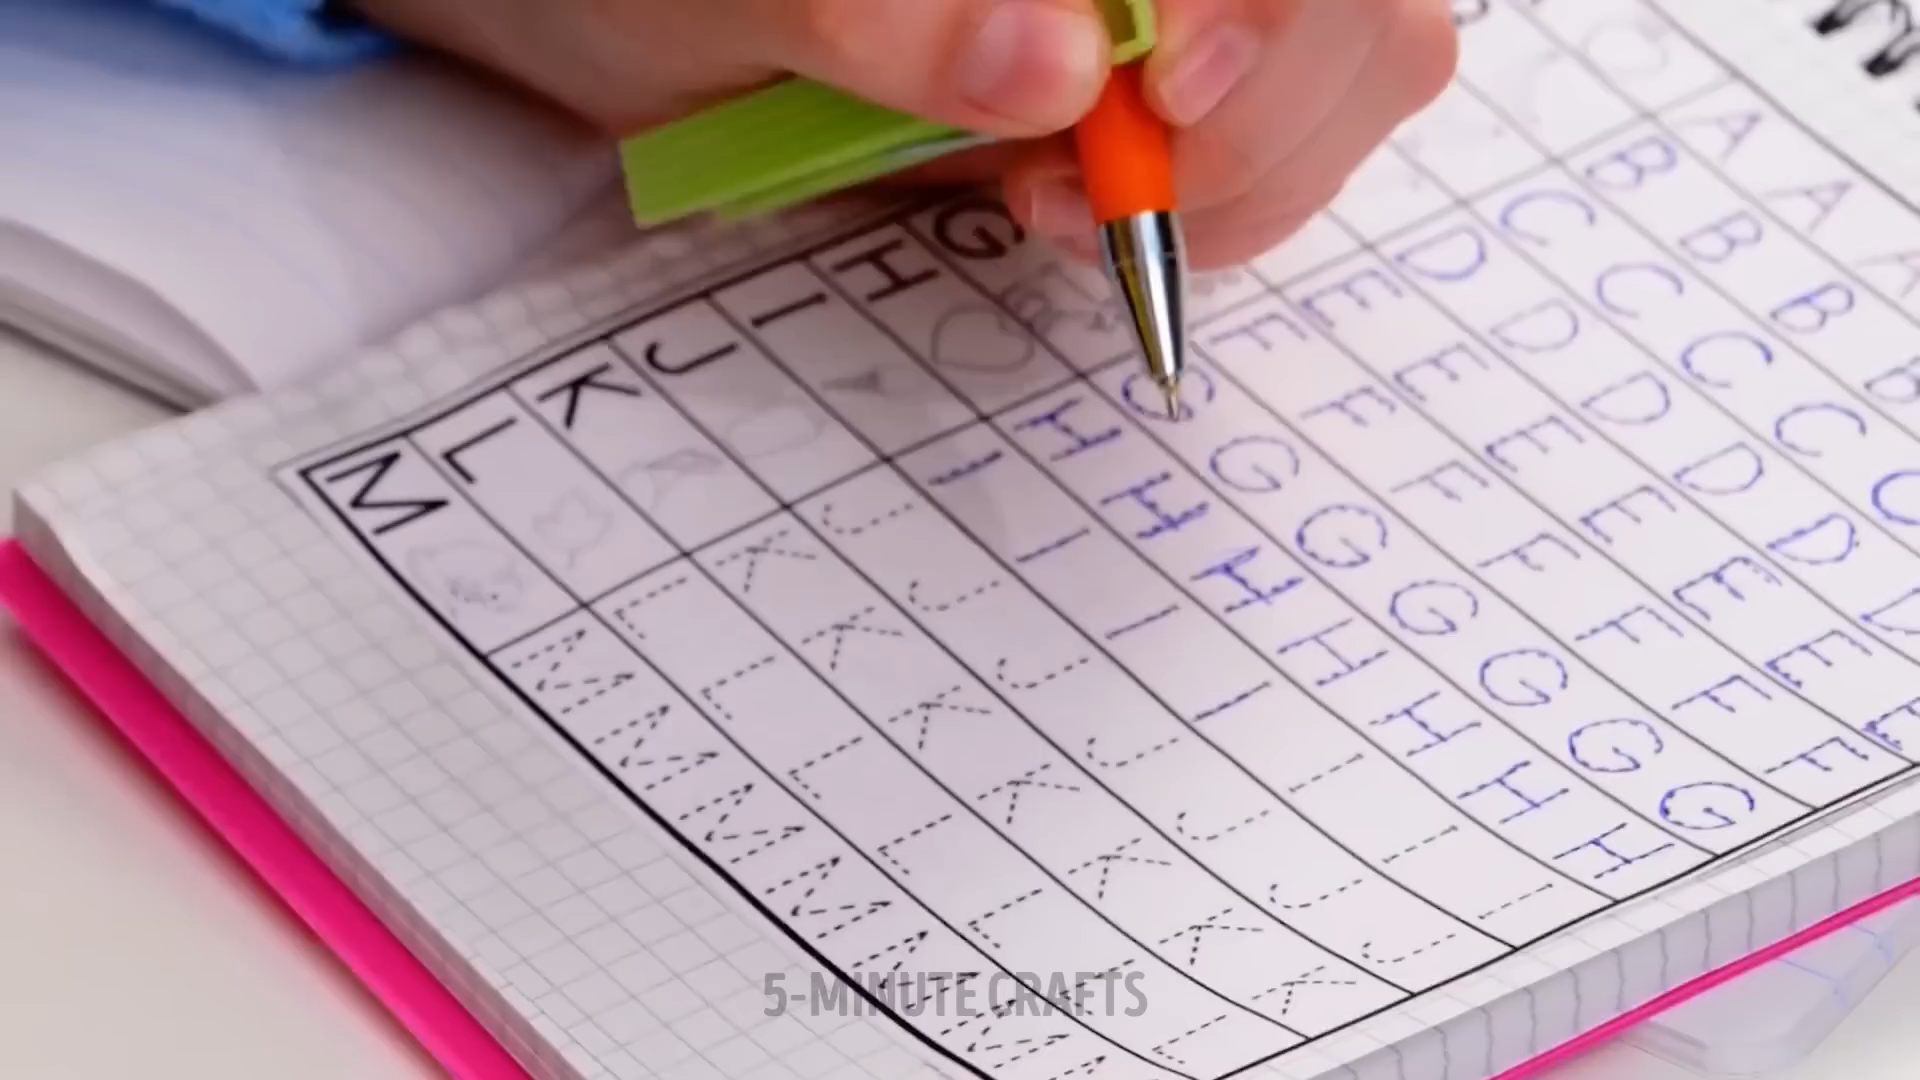 A A A
B B B B
C C C C C
D D D D D D
E E E E E E E
F F F F F F F
G G G G G G G G
H H H H H H H H
I I I I I I I I
J J J J J J J J
K K K K K K K K
L L L L L L L L
M M M M M M M
5-MINUTE CRAFTS